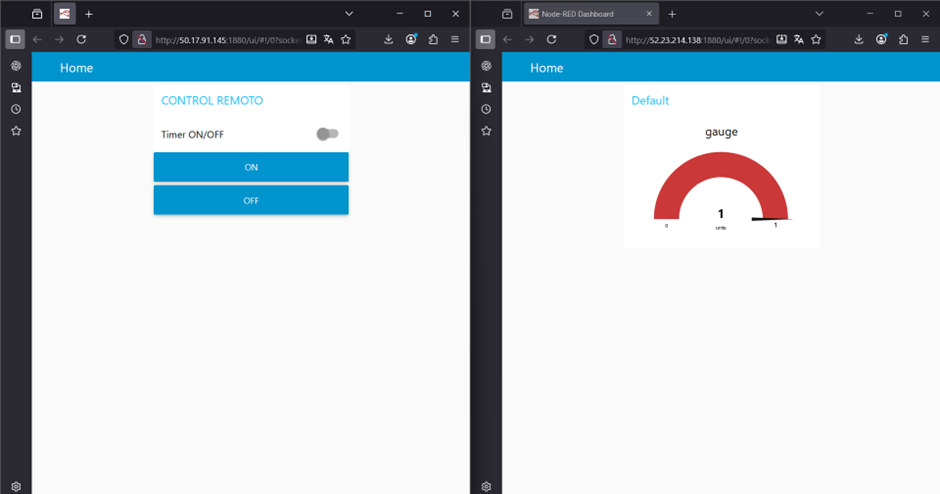 http://50.17.91.145:1880/ui/#!/0?socke
Home
CONTROL REMOTO
Timer ON/OFF
ON
OFF
Node-RED Dashboard
http://52.23.214.138:1880/ui/#!/0?sock
Home
Default
gauge
1
units
0
1